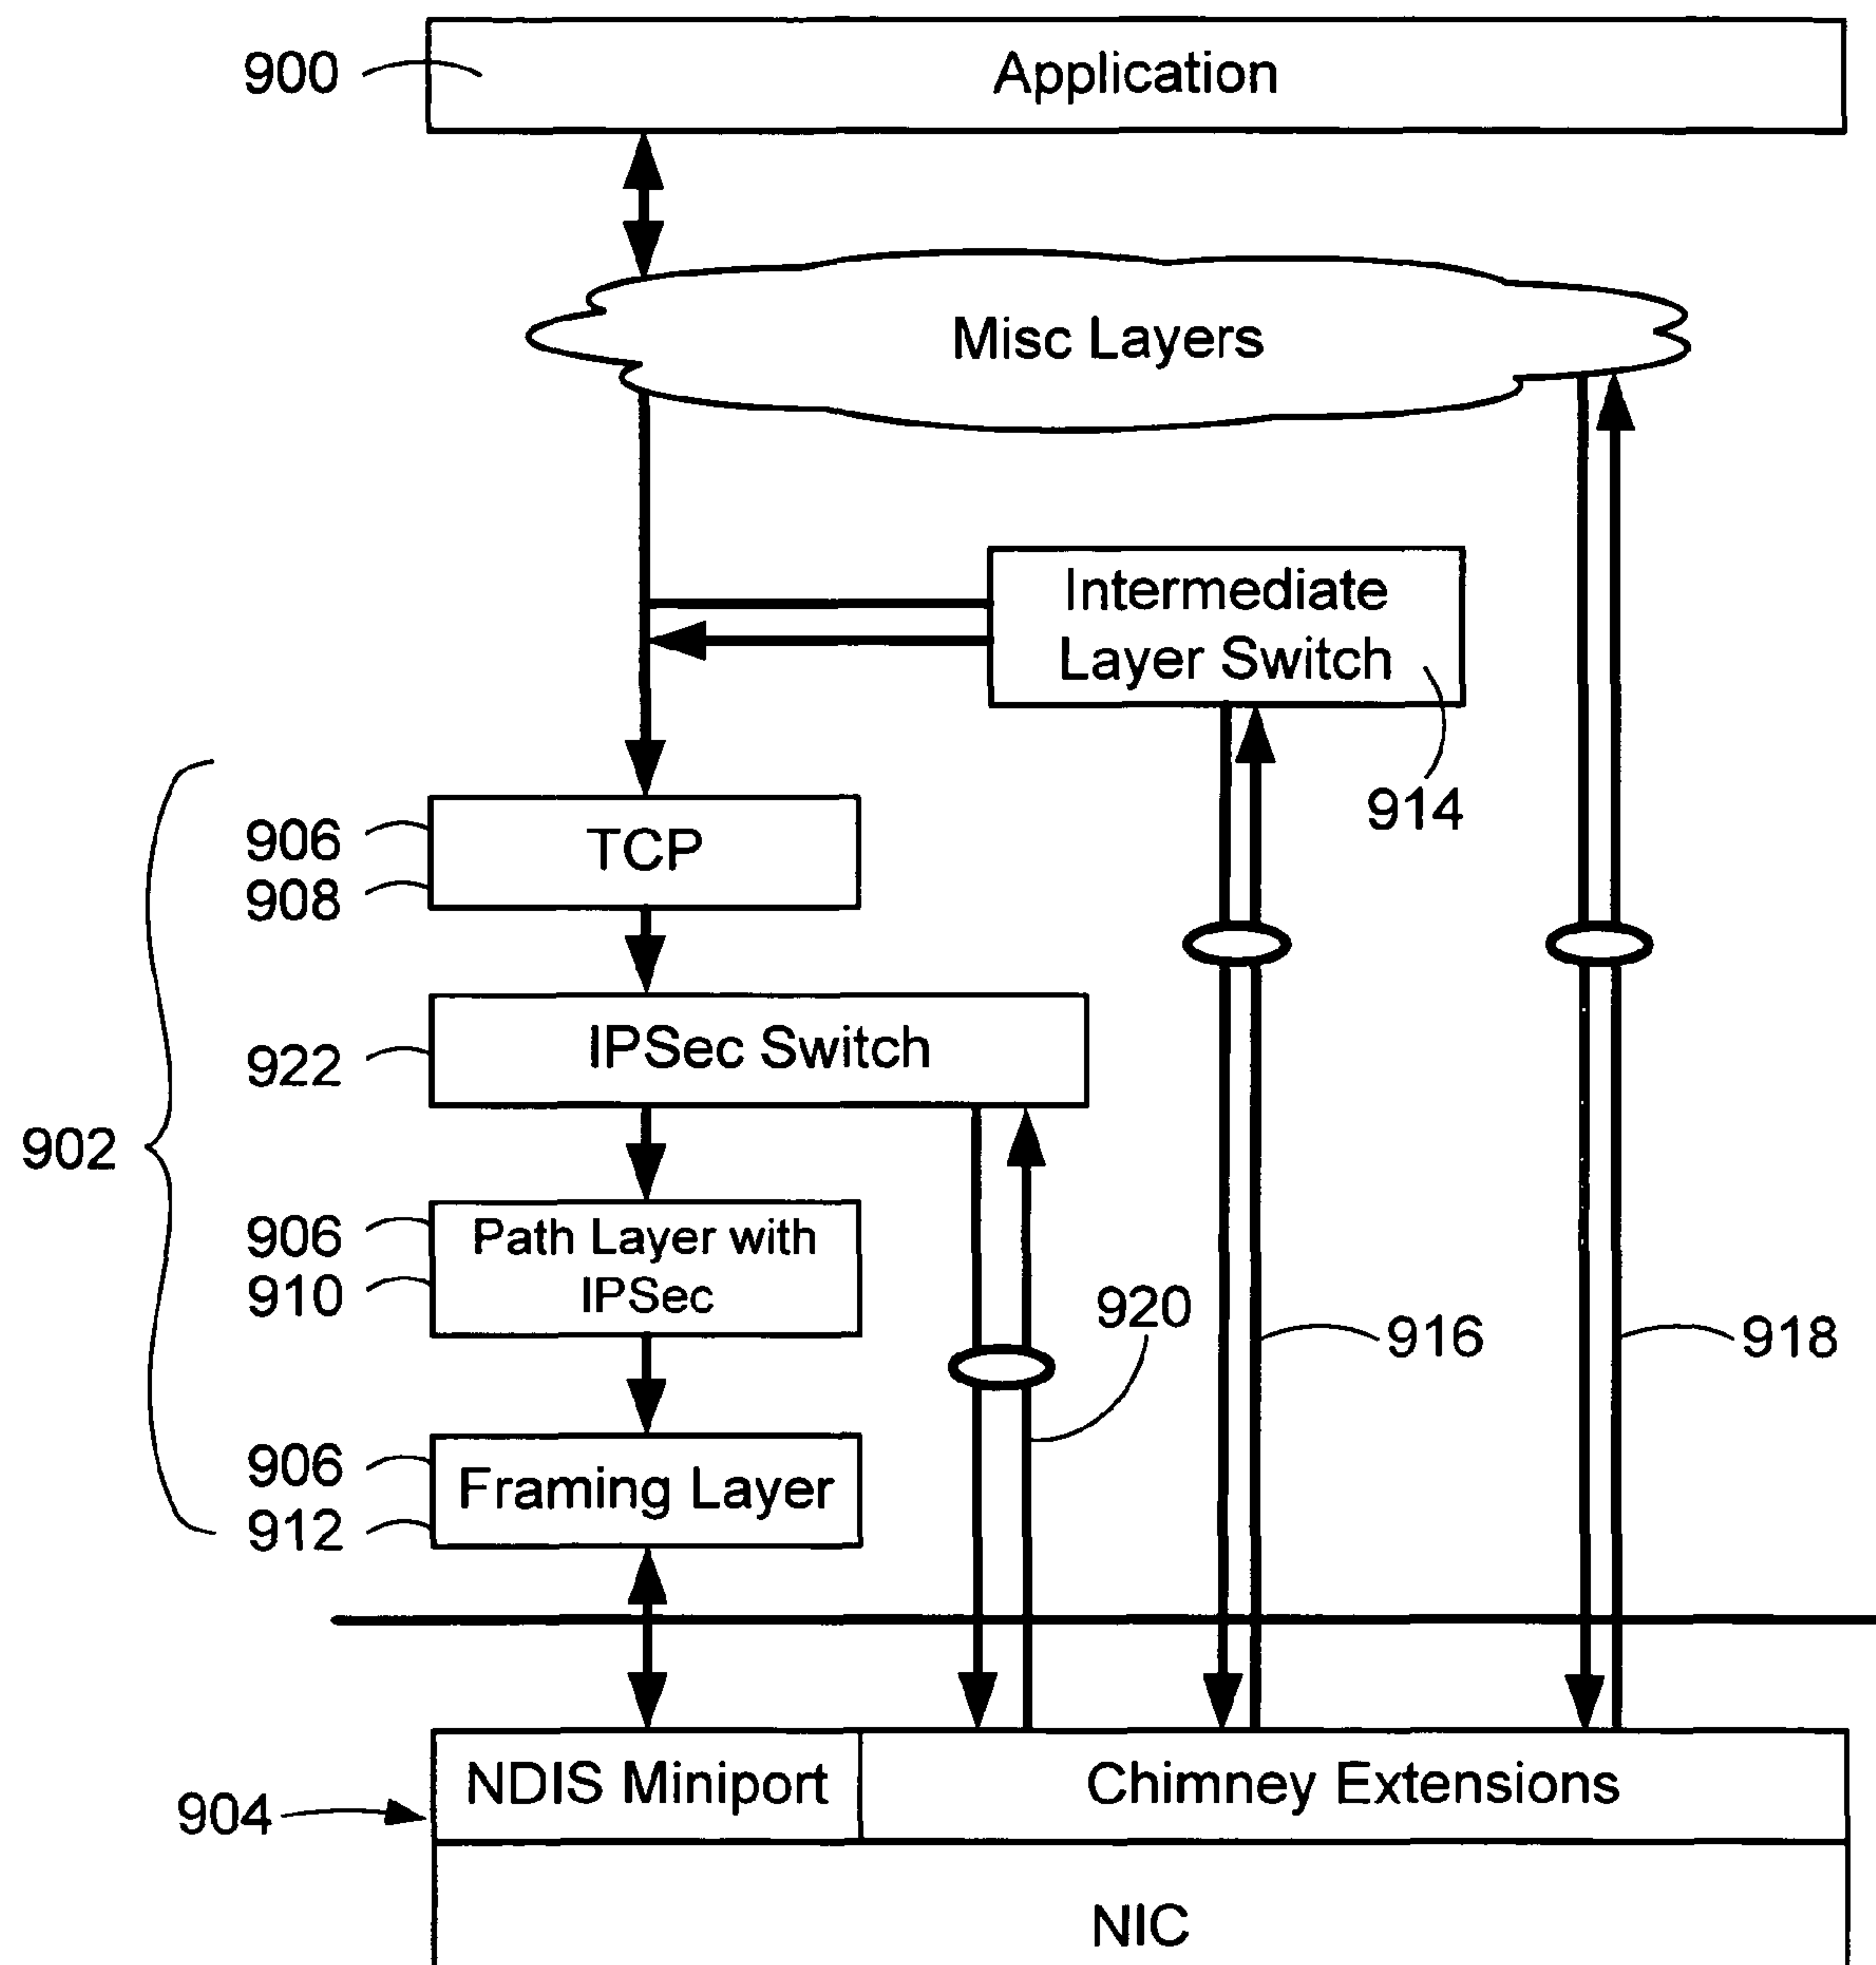 900
Application
Misc Layers
Intermediate
Layer Switch
914
906
TCP
908
922
IPSec Switch
902
906
Path Layer with
910
IPSec
920
916
918
906
Framing Layer
912
904
NDIS Miniport
Chimney Extensions
NIC